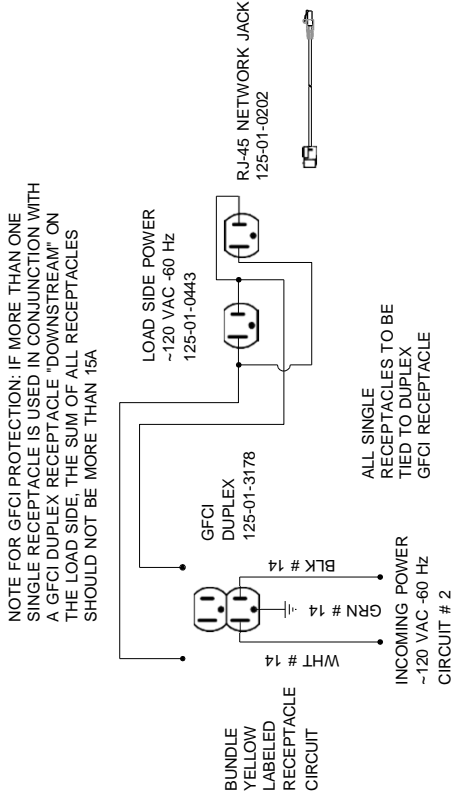 NOTE FOR GFCI PROTECTION: IF MORE THAN ONE
SINGLE RECEPTACLE IS USED IN CONJUNCTION WITH
A GFCI DUPLEX RECEPTACLE "DOWNSTREAM" ON
THE LOAD SIDE, THE SUM OF ALL RECEPTACLES
SHOULD NOT BE MORE THAN 15A
LOAD SIDE POWER
~120 VAC -60 Hz
125-01-0443
RJ-45 NETWORK JACK
125-01-0202
GFCI
DUPLEX
125-01-3178
BUNDLE
YELLOW
LABELED
RECEPTACLE
CIRCUIT
WHT # 14
GRN # 14
BLK # 14
INCOMING POWER
~120 VAC -60 Hz
CIRCUIT # 2
ALL SINGLE
RECEPTACLES TO BE
TIED TO DUPLEX
GFCI RECEPTACLE